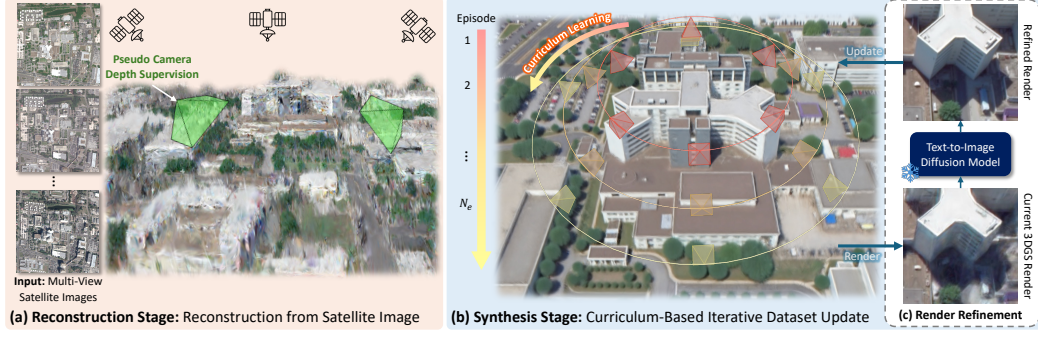 Pseudo Camera
Depth Supervision
⋮
Input: Multi-View
Satellite Images
(a) Reconstruction Stage: Reconstruction from Satellite Image
Episode
1
2
⋮
Nₑ
Curriculum Learning
Update
Render
(b) Synthesis Stage: Curriculum-Based Iterative Dataset Update
Refined Render
Text-to-Image
Diffusion Model
Current 3DGS Render
(c) Render Refinement